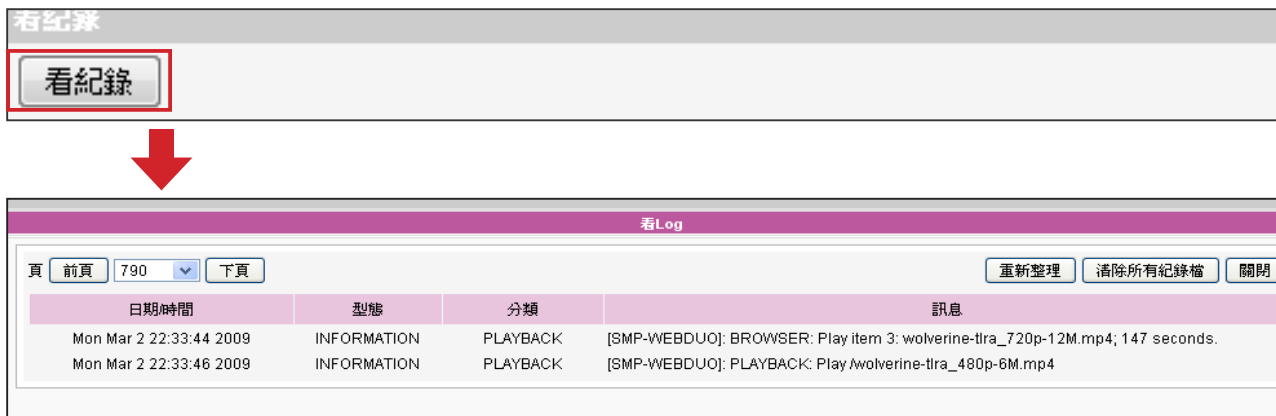 看紀錄
看紀錄
看Log
頁 前頁 790 下頁 重新整理 清除所有紀錄檔 關閉
日期/時間 型態 分類 訊息
Mon Mar 2 22:33:44 2009 INFORMATION PLAYBACK [SMP-WEBDUO]: BROWSER: Play item 3: wolverine-tlra_720p-12M.mp4; 147 seconds.
Mon Mar 2 22:33:46 2009 INFORMATION PLAYBACK [SMP-WEBDUO]: PLAYBACK: Play /wolverine-tlra_480p-6M.mp4